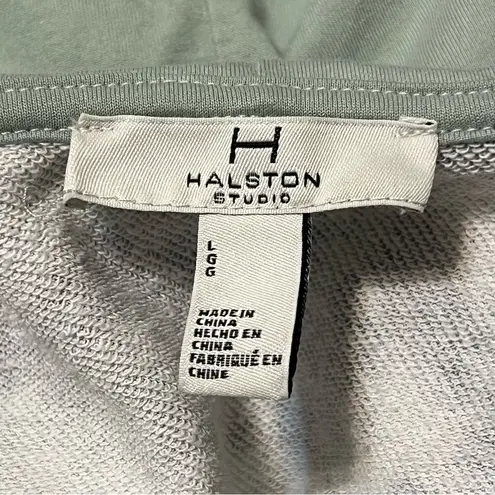 H
HALSTON
STUDIO
L
G
G
MADE IN
CHINA
HECHO EN
CHINA
FABRIQUÉ EN
CHINE